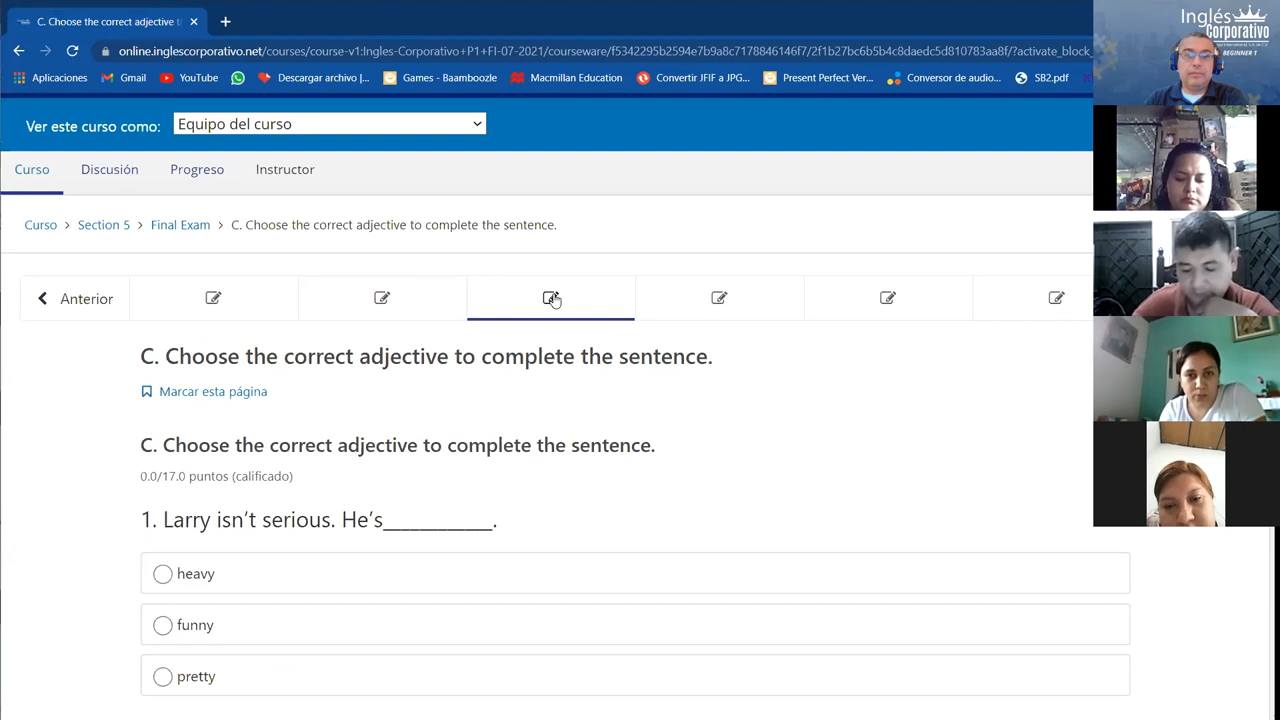 C. Choose the correct adjective t
online.inglescorporativo.net/courses/course-v1:Ingles-Corporativo+P1+FI-07-2021/courseware/f5342295b2594e7b9a8c7178846146f7/2f1b27bc6b5b4c8daedc5d810783aa8f/?activate_block_
Aplicaciones Gmail YouTube Descargar archivo |... Games - Baamboozle Macmillan Education Convertir JFIF a JPG... Present Perfect Ver... Conversor de audio... SB2.pdf
Inglés
Corporativo
BEGINNER 1
Ver este curso como: Equipo del curso
Curso Discusión Progreso Instructor
Curso > Section 5 > Final Exam > C. Choose the correct adjective to complete the sentence.
Anterior
C. Choose the correct adjective to complete the sentence.
Marcar esta página
C. Choose the correct adjective to complete the sentence.
0.0/17.0 puntos (calificado)
1. Larry isn't serious. He's__________.
heavy
funny
pretty